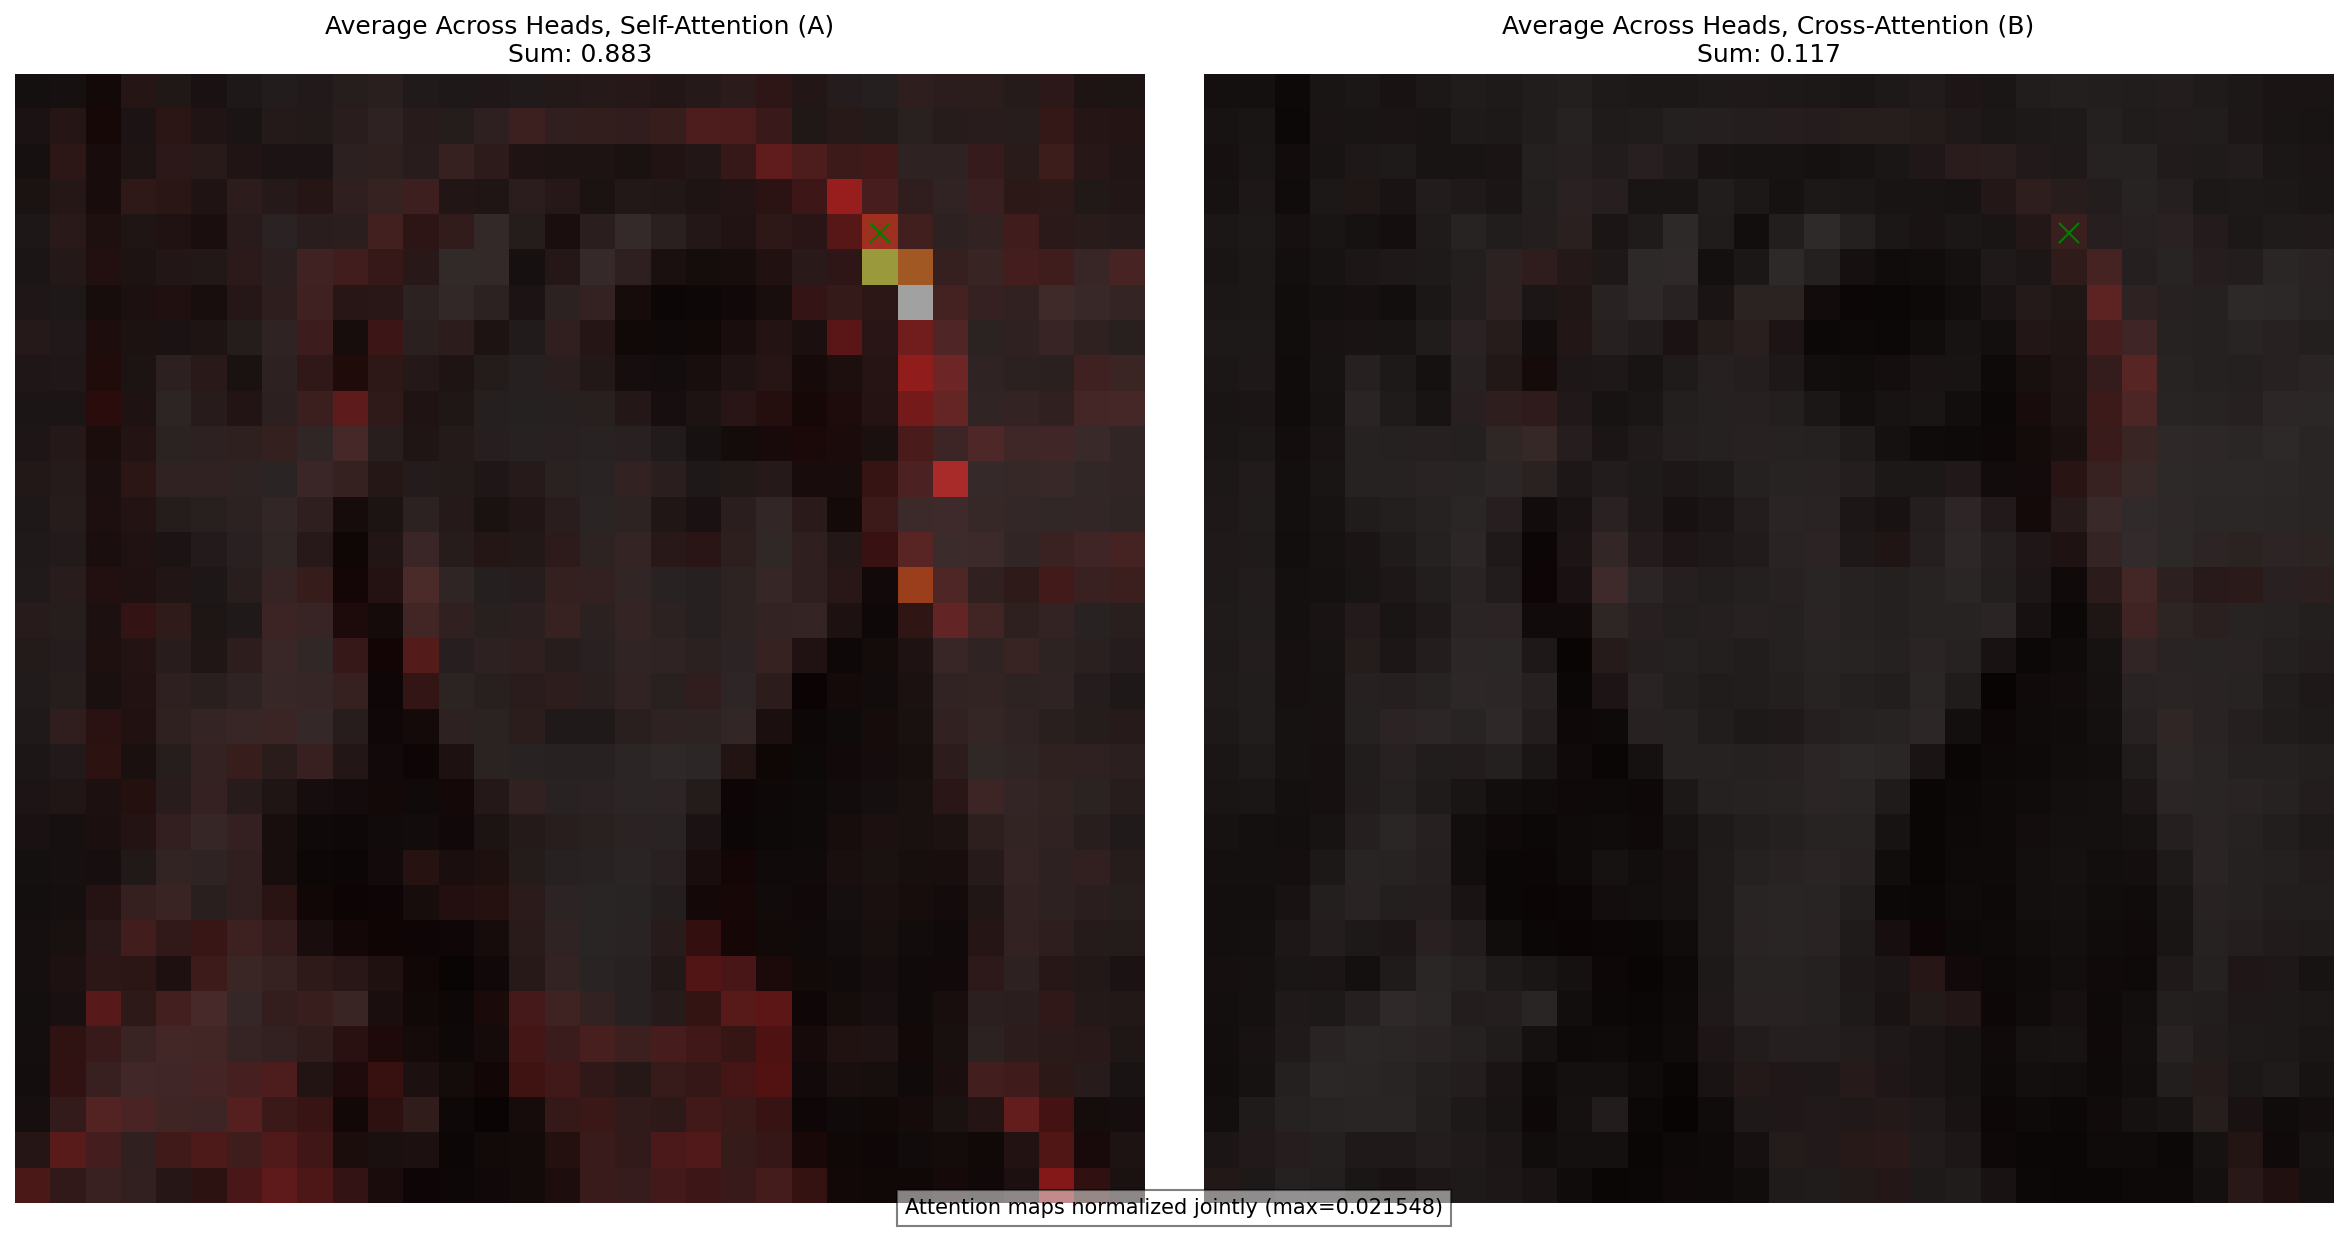 Average Across Heads, Self-Attention (A)
Sum: 0.883
Average Across Heads, Cross-Attention (B)
Sum: 0.117
Attention maps normalized jointly (max=0.021548)